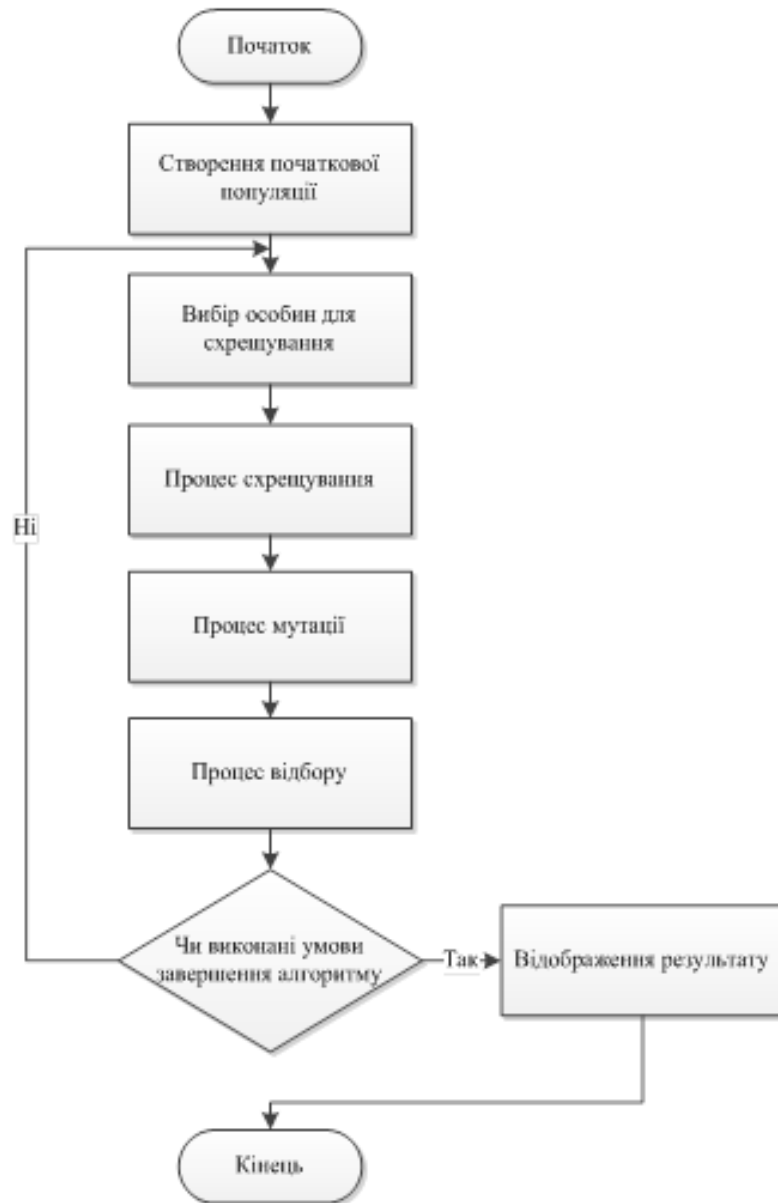 Початок
Створення початкової
популяції
Вибір особин для
схрещування
Процес схрещування
Ні
Процес мутації
Процес відбору
Чи виконані умови
завершення алгоритму
Так
Відображення результату
Кінець